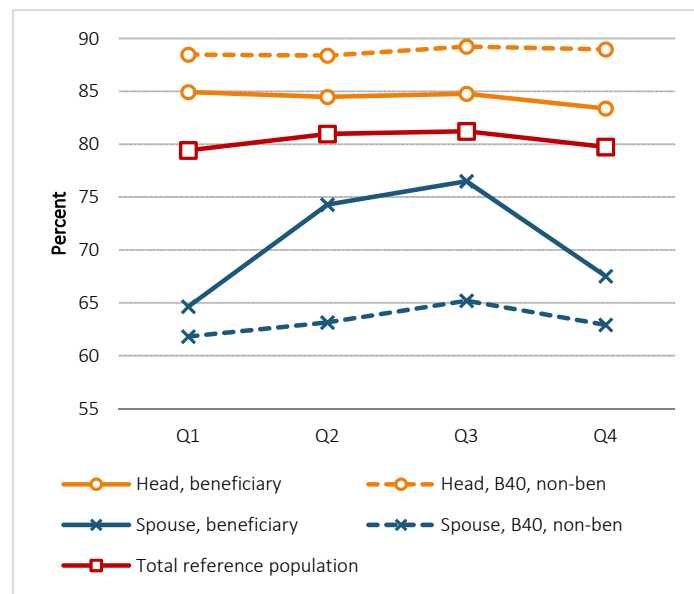 90
85
80
75
70
65
60
55
Percent
Q1 Q2 Q3 Q4
Head, beneficiary Head, B40, non-ben
Spouse, beneficiary Spouse, B40, non-ben
Total reference population